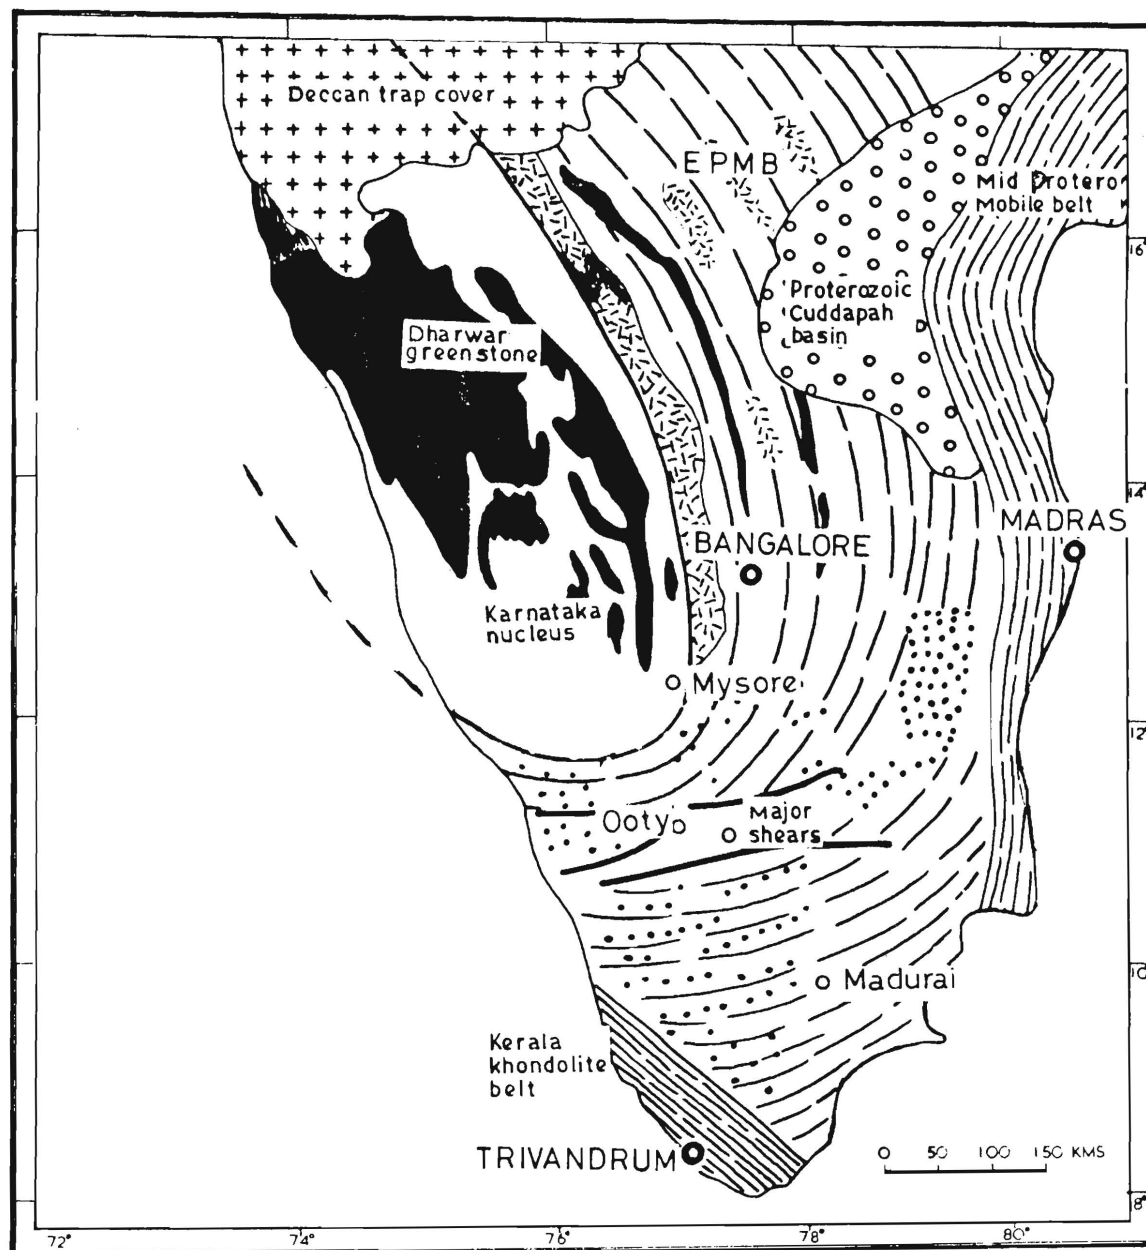 Deccan trap cover
EPMB
Mid Protero
Mobile belt
16°
Proterozoic
Cuddapah
basin
Dharwar
greenstone
14°
MADRAS
BANGALORE
Karnataka
nucleus
Mysore
12°
Ooty
Major
shears
10
Madurai
Kerala
khondolite
belt
TRIVANDRUM
0 50 100 150 KMS
8°
72° 74° 76° 78° 80°